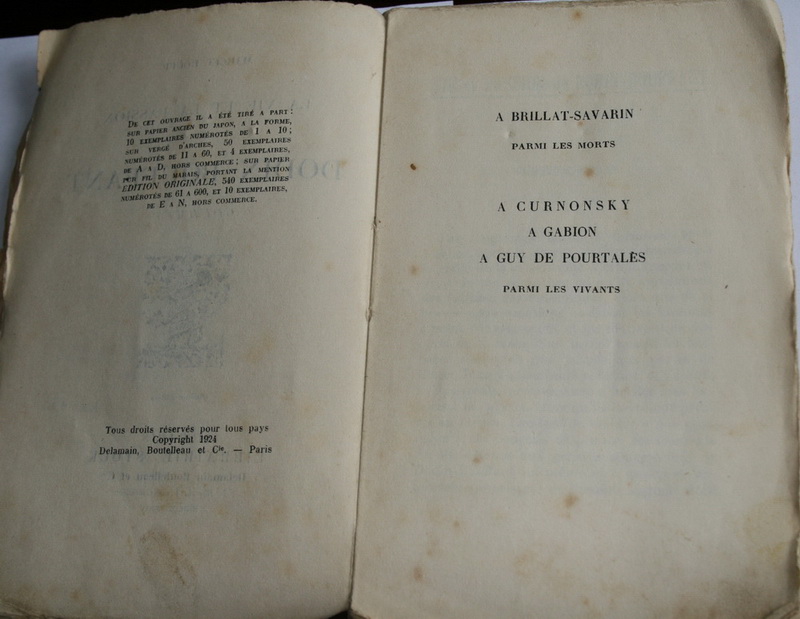 DE CET OUVRAGE IL A ÉTÉ TIRÉ A PART :
SUR PAPIER ANCIEN DU JAPON, A LA FORME,
10 EXEMPLAIRES NUMÉROTÉS DE 1 A 10 ;
SUR VERGÉ D'ARCHES, 50 EXEMPLAIRES
NUMÉROTÉS DE 11 A 60, ET 4 EXEMPLAIRES,
DE A A D, HORS COMMERCE ; SUR PAPIER
PUR FIL DU MARAIS, PORTANT LA MENTION
EDITION ORIGINALE, 540 EXEMPLAIRES
NUMÉROTÉS DE 61 A 600, ET 10 EXEMPLAIRES,
DE E A N, HORS COMMERCE.
Tous droits réservés pour tous pays
Copyright 1924
Delamain, Boutelleau et Cie. — Paris
A BRILLAT-SAVARIN
PARMI LES MORTS
A CURNONSKY
A GABION
A GUY DE POURTALÈS
PARMI LES VIVANTS